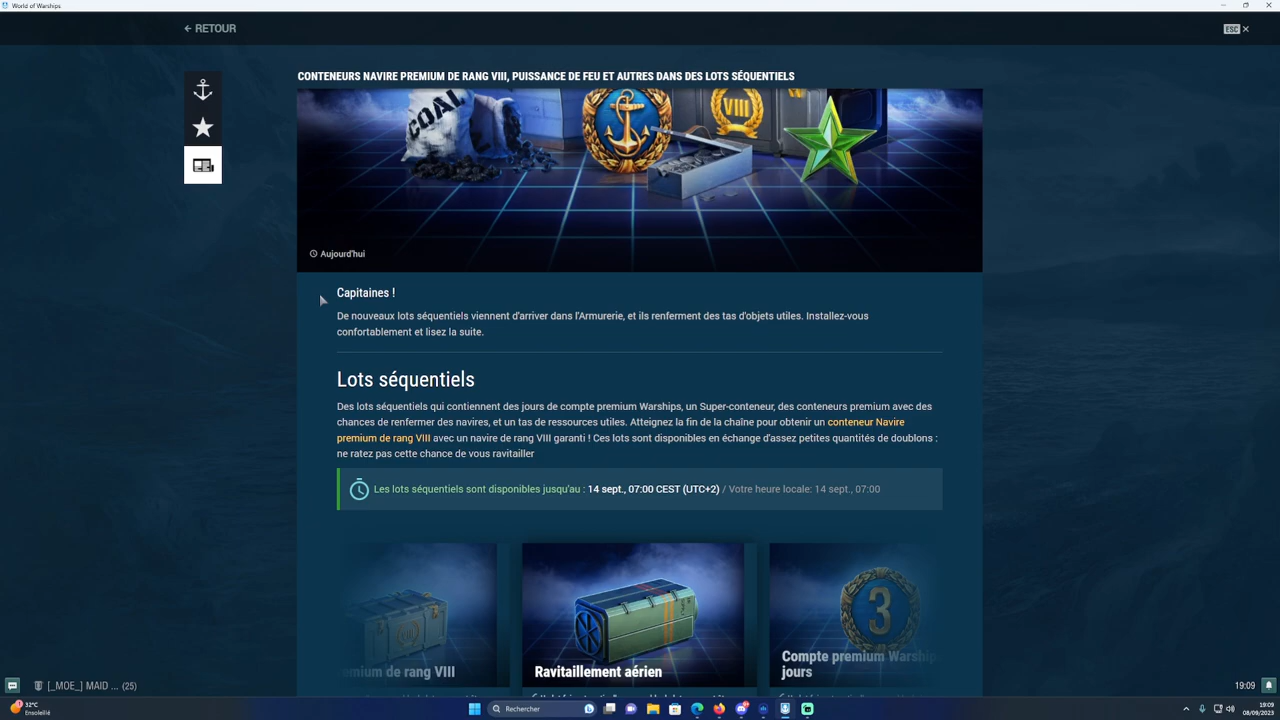 World of Warships
← RETOUR
ESC ×
CONTENEURS NAVIRE PREMIUM DE RANG VIII, PUISSANCE DE FEU ET AUTRES DANS DES LOTS SÉQUENTIELS
COAL
VIII
Aujourd'hui
Capitaines !
De nouveaux lots séquentiels viennent d'arriver dans l'Armurerie, et ils renferment des tas d'objets utiles. Installez-vous
confortablement et lisez la suite.
Lots séquentiels
Des lots séquentiels qui contiennent des jours de compte premium Warships, un Super-conteneur, des conteneurs premium avec des
chances de renfermer des navires, et un tas de ressources utiles. Atteignez la fin de la chaîne pour obtenir un conteneur Navire
premium de rang VIII avec un navire de rang VIII garanti ! Ces lots sont disponibles en échange d'assez petites quantités de doublons :
ne ratez pas cette chance de vous ravitailler
Les lots séquentiels sont disponibles jusqu'au : 14 sept., 07:00 CEST (UTC+2) / Votre heure locale: 14 sept., 07:00
VIII
3
emium de rang VIII
Ravitaillement aérien
Compte premium Warship
jours
[_MOE_] MAID ... (25)
19:09
32°C
Ensoleillé
Rechercher
19:09
08/09/2023